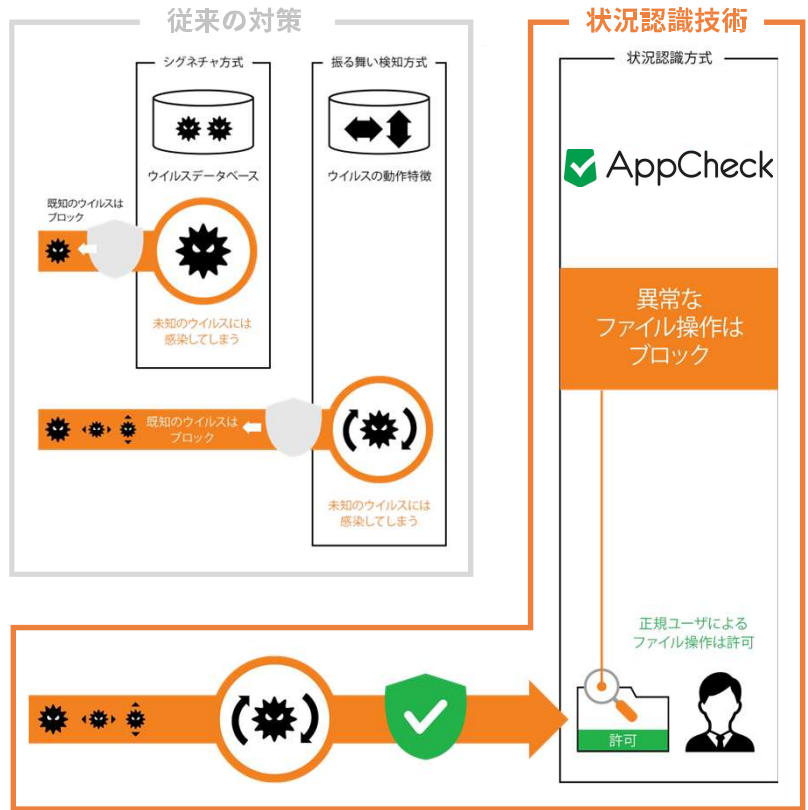 従来の対策
シグネチャ方式
振る舞い検知方式
ウイルスデータベース
ウイルスの動作特徴
既知のウイルスは
ブロック
未知のウイルスには
感染してしまう
既知のウイルスは
ブロック
未知のウイルスには
感染してしまう
状況認識技術
状況認識方式
AppCheck
異常な
ファイル操作は
ブロック
正規ユーザによる
ファイル操作は許可
許可